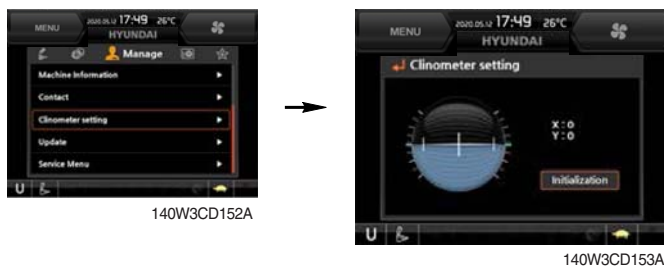 MENU
2020.05.12 17:49 26°C
HYUNDAI
Manage
Machine Information
Contact
Clinometer setting
Update
Service Menu
U
140W3CD152A
MENU
2020.05.12 17:49 26°C
HYUNDAI
Clinometer setting
X:0
Y:0
Initialization
U
140W3CD153A